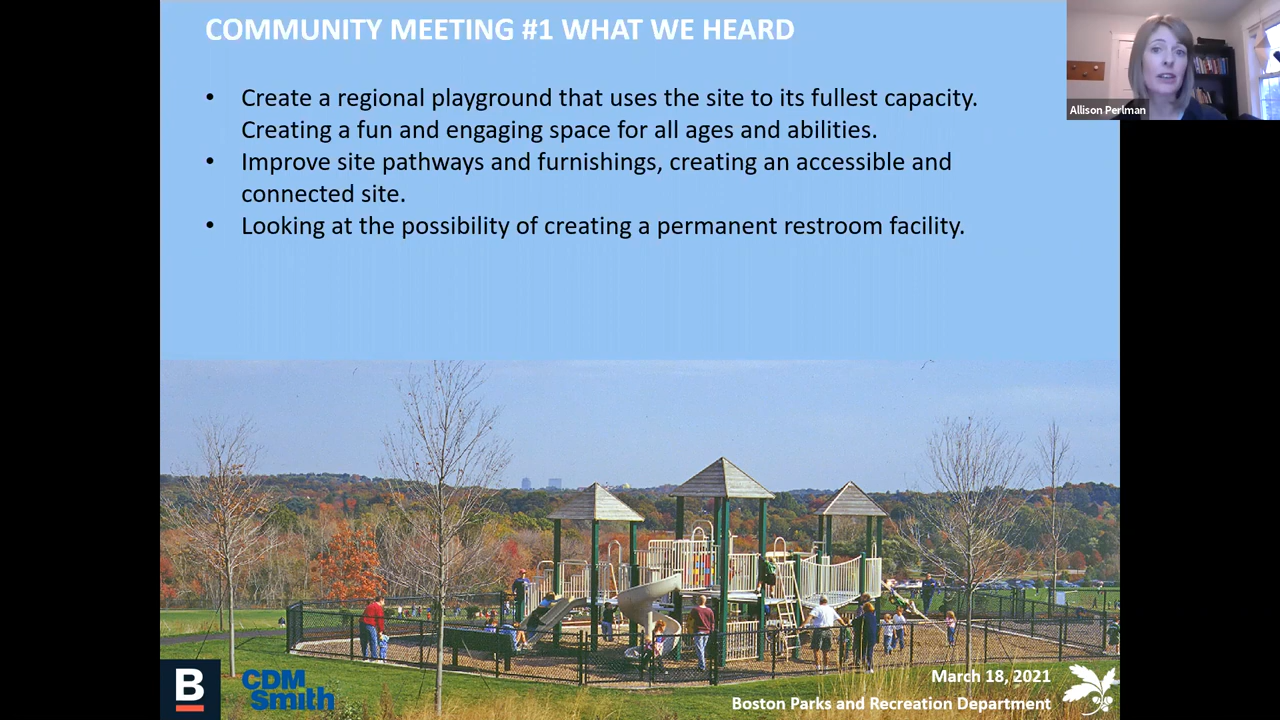 COMMUNITY MEETING #1 WHAT WE HEARD
Allison Perlman
• Create a regional playground that uses the site to its fullest capacity.
Creating a fun and engaging space for all ages and abilities.
• Improve site pathways and furnishings, creating an accessible and
connected site.
• Looking at the possibility of creating a permanent restroom facility.
B
CDM
Smith
March 18, 2021
Boston Parks and Recreation Department